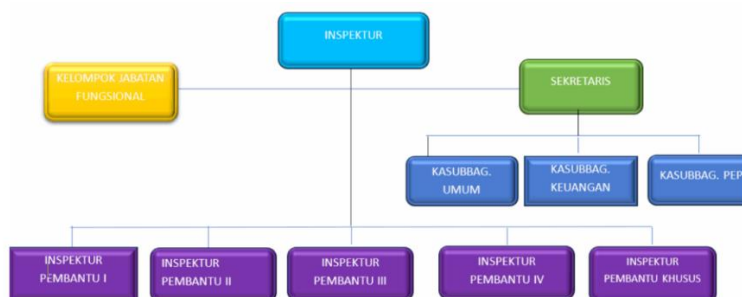 INSPEKTUR
KELOMPOK JABATAN
FUNGSIONAL
SEKRETARIS
KASUBBAG.
UMUM
KASUBBAG.
KEUANGAN
KASUBBAG. PEP
INSPEKTUR
PEMBANTU I
INSPEKTUR
PEMBANTU II
INSPEKTUR
PEMBANTU III
INSPEKTUR
PEMBANTU IV
INSPEKTUR
PEMBANTU KHUSUS